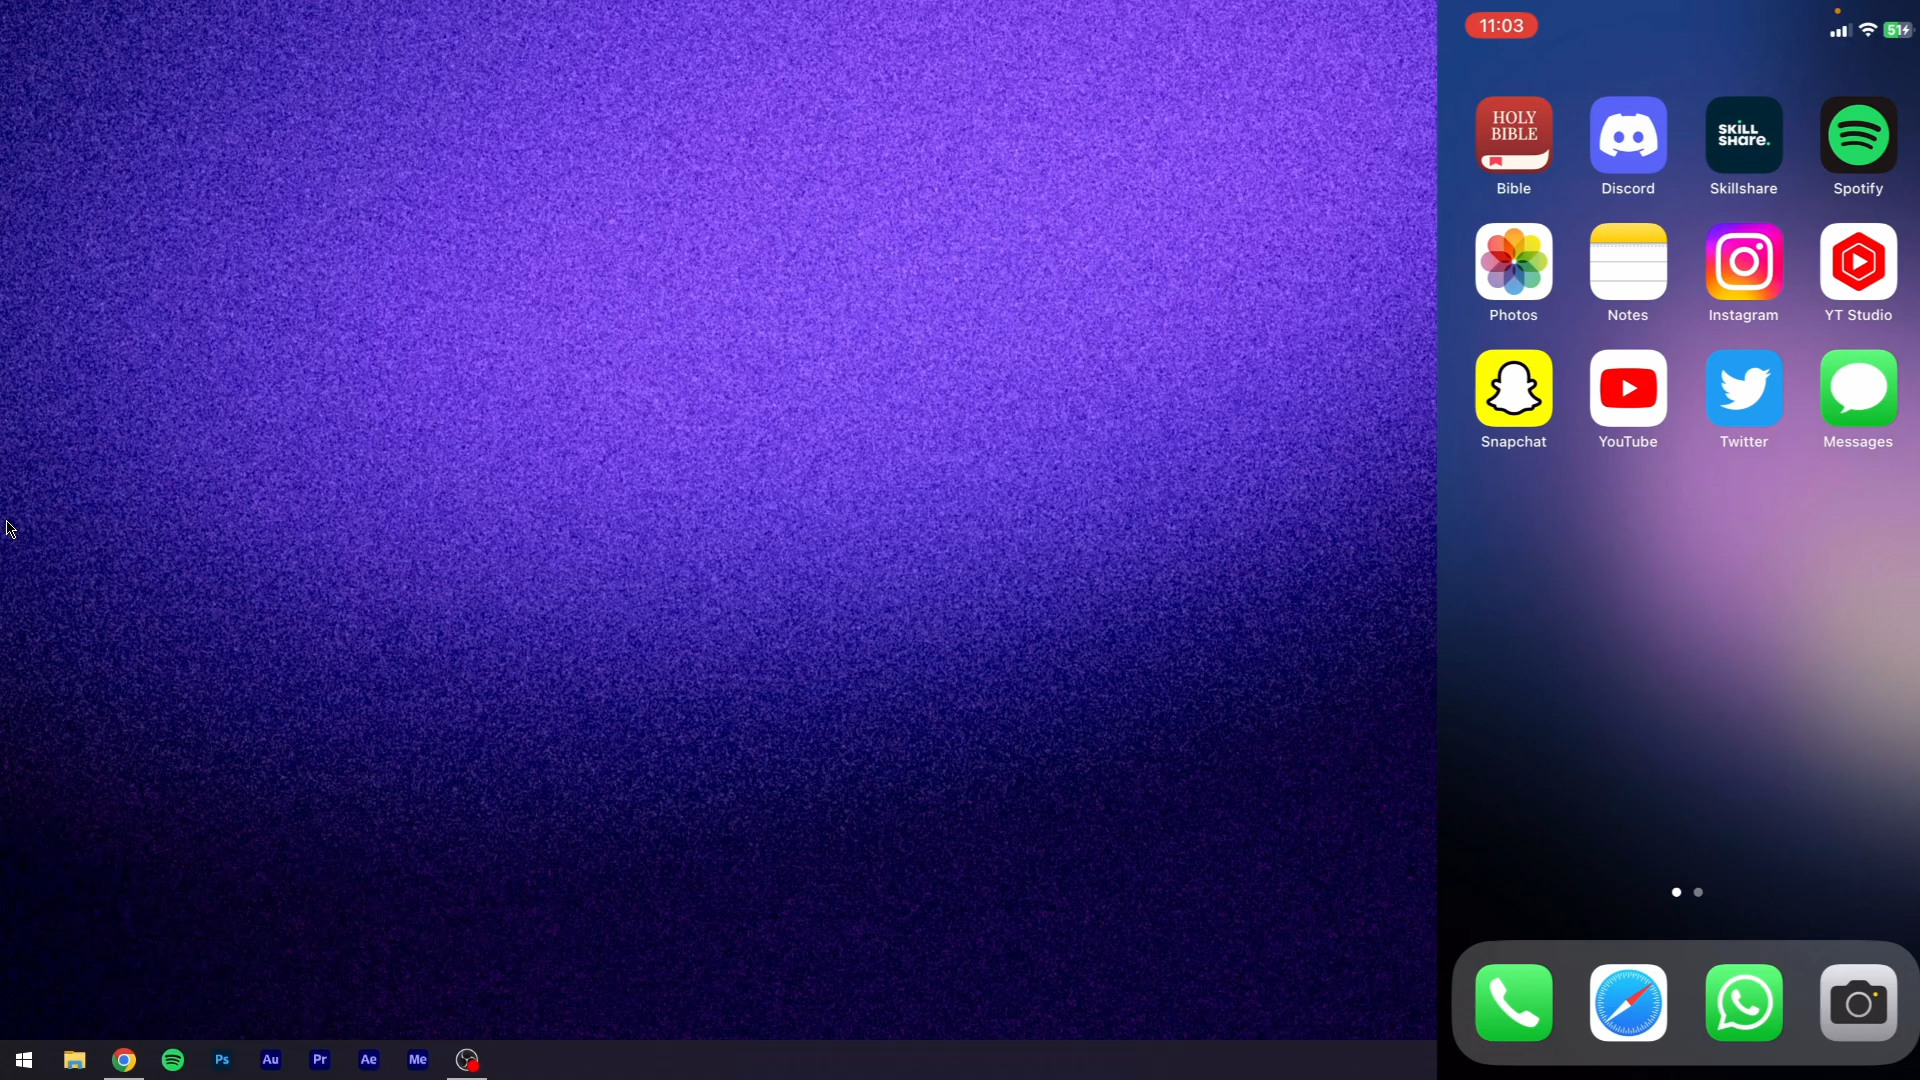 11:03
51
HOLY
BIBLE
SKILL
SHARE.
Bible
Discord
Skillshare
Spotify
Photos
Notes
Instagram
YT Studio
Snapchat
YouTube
Twitter
Messages
Ps
Au
Pr
Ae
Me